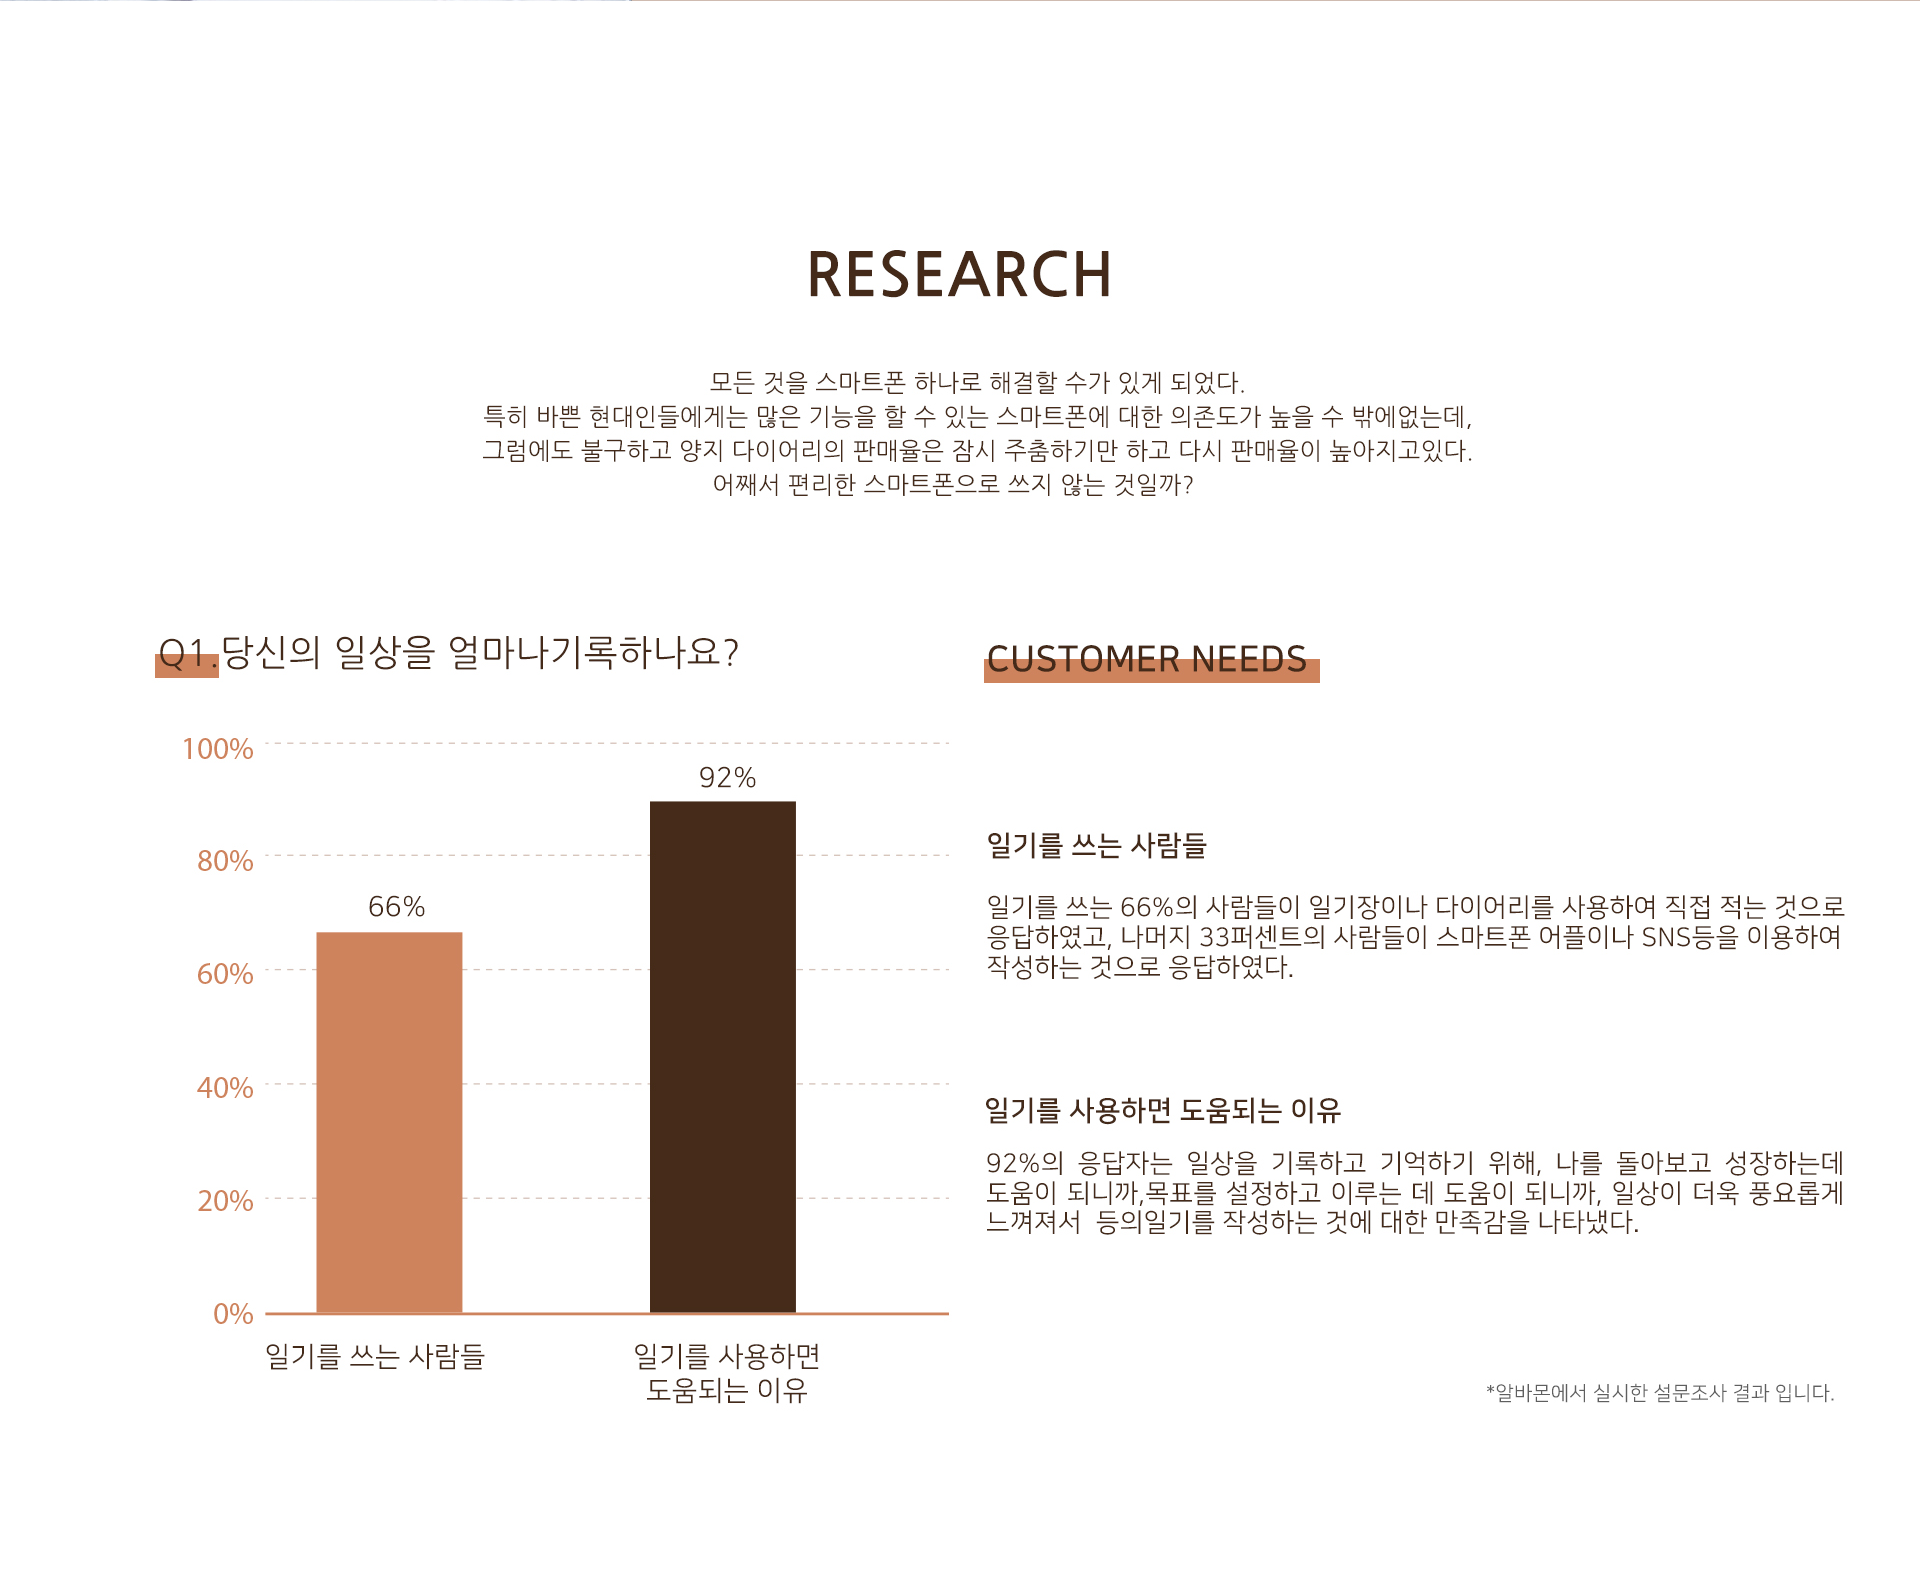 RESEARCH
모든 것을 스마트폰 하나로 해결할 수가 있게 되었다.
특히 바쁜 현대인들에게는 많은 기능을 할 수 있는 스마트폰에 대한 의존도가 높을 수 밖에없는데,
그럼에도 불구하고 양지 다이어리의 판매율은 잠시 주춤하기만 하고 다시 판매율이 높아지고있다.
어째서 편리한 스마트폰으로 쓰지 않는 것일까?
Q1.당신의 일상을 얼마나기록하나요?
100%
92%
80%
66%
60%
40%
20%
0%
일기를 쓰는 사람들
일기를 사용하면
도움되는 이유
CUSTOMER NEEDS
일기를 쓰는 사람들
일기를 쓰는 66%의 사람들이 일기장이나 다이어리를 사용하여 직접 적는 것으로
응답하였고, 나머지 33퍼센트의 사람들이 스마트폰 어플이나 SNS등을 이용하여
작성하는 것으로 응답하였다.
일기를 사용하면 도움되는 이유
92%의 응답자는 일상을 기록하고 기억하기 위해, 나를 돌아보고 성장하는데
도움이 되니까,목표를 설정하고 이루는 데 도움이 되니까, 일상이 더욱 풍요롭게
느껴져서 등의일기를 작성하는 것에 대한 만족감을 나타냈다.
*알바몬에서 실시한 설문조사 결과 입니다.